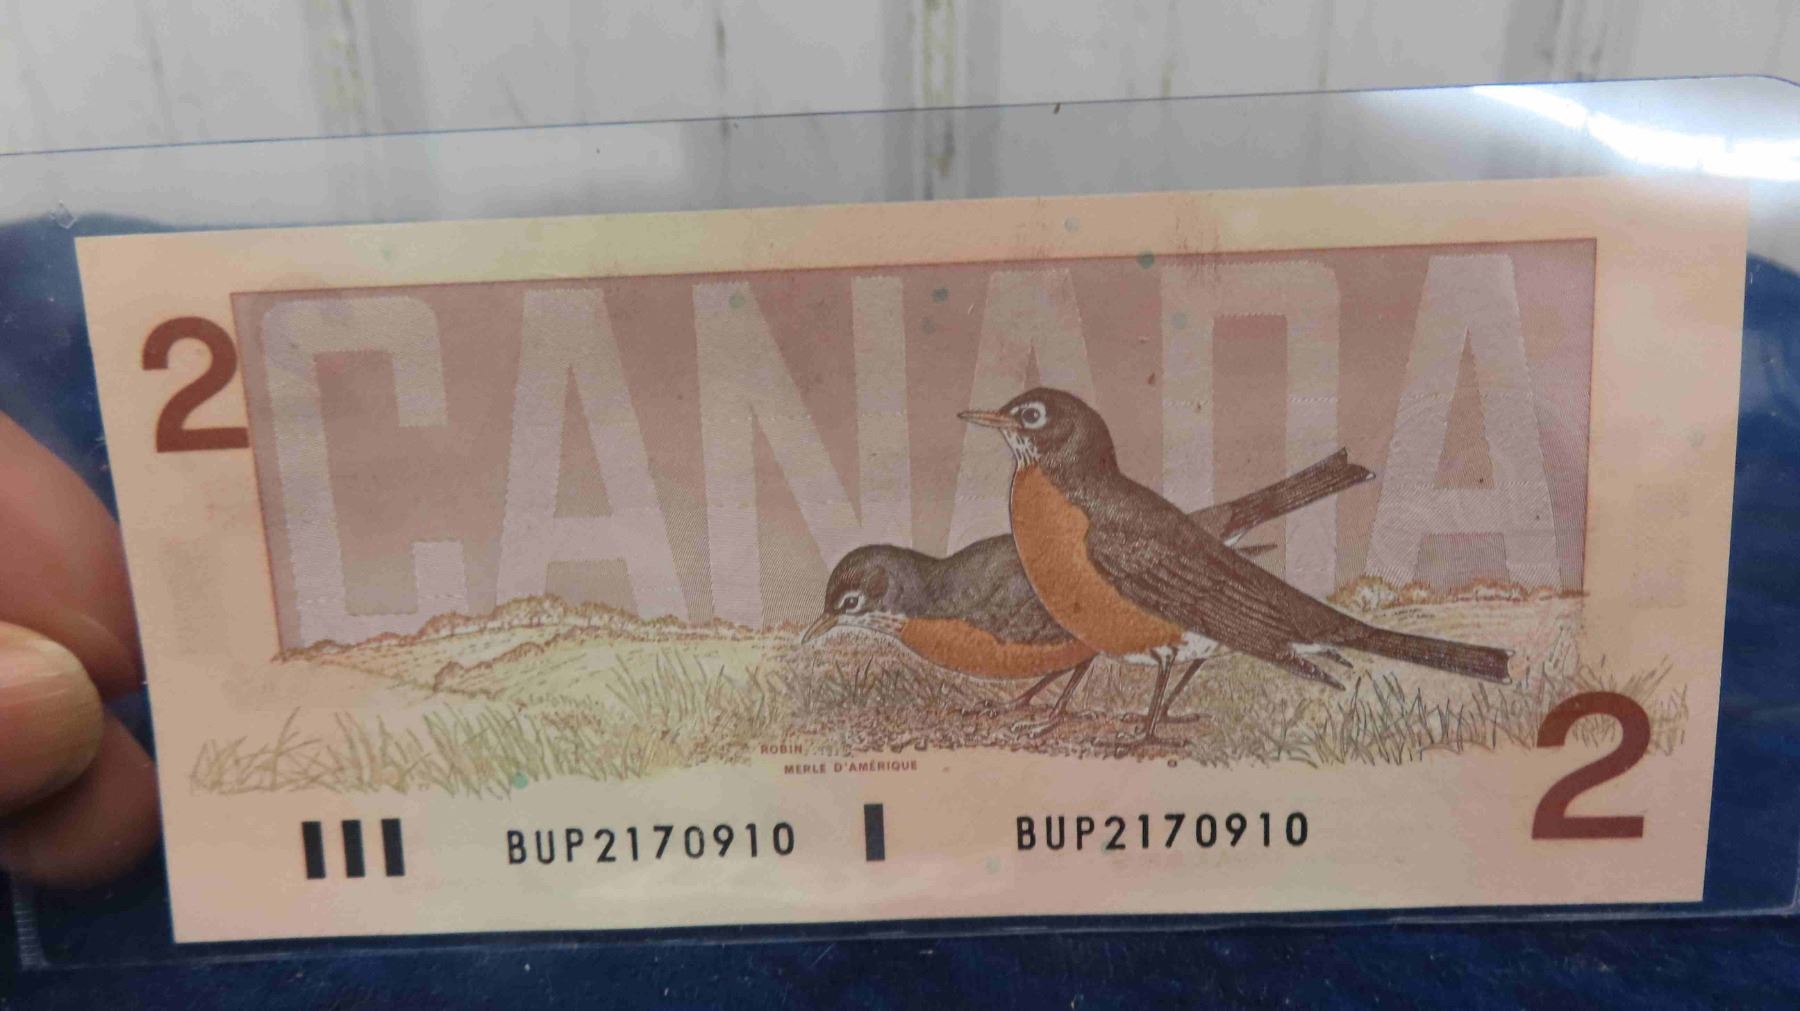 CANADA
2
ROBIN
MERLE D'AMÉRIQUE
2
BUP2170910 BUP2170910